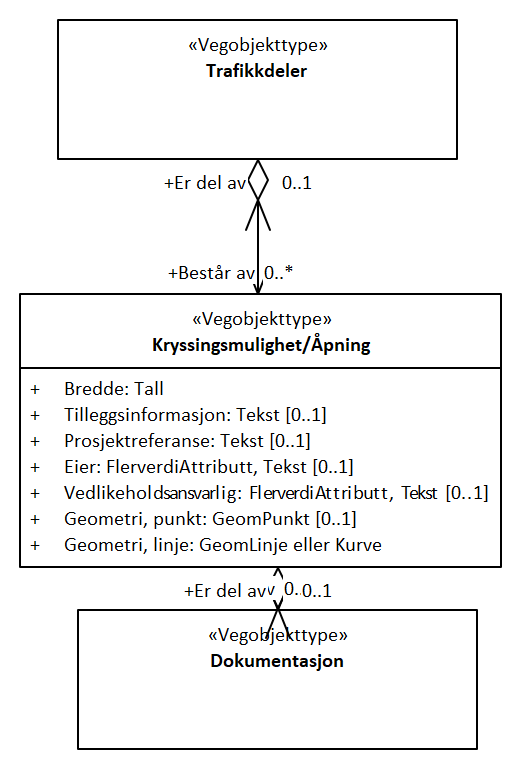 «Vegobjekttype»
Trafikkdeler
+Er del av 0..1
+Består av 0..*
«Vegobjekttype»
Kryssingsmulighet/Åpning
+ Bredde: Tall
+ Tilleggsinformasjon: Tekst [0..1]
+ Prosjektreferanse: Tekst [0..1]
+ Eier: FlerverdiAttributt, Tekst [0..1]
+ Vedlikeholdsansvarlig: FlerverdiAttributt, Tekst [0..1]
+ Geometri, punkt: GeomPunkt [0..1]
+ Geometri, linje: GeomLinje eller Kurve
+Er del av 0..1
«Vegobjekttype»
Dokumentasjon